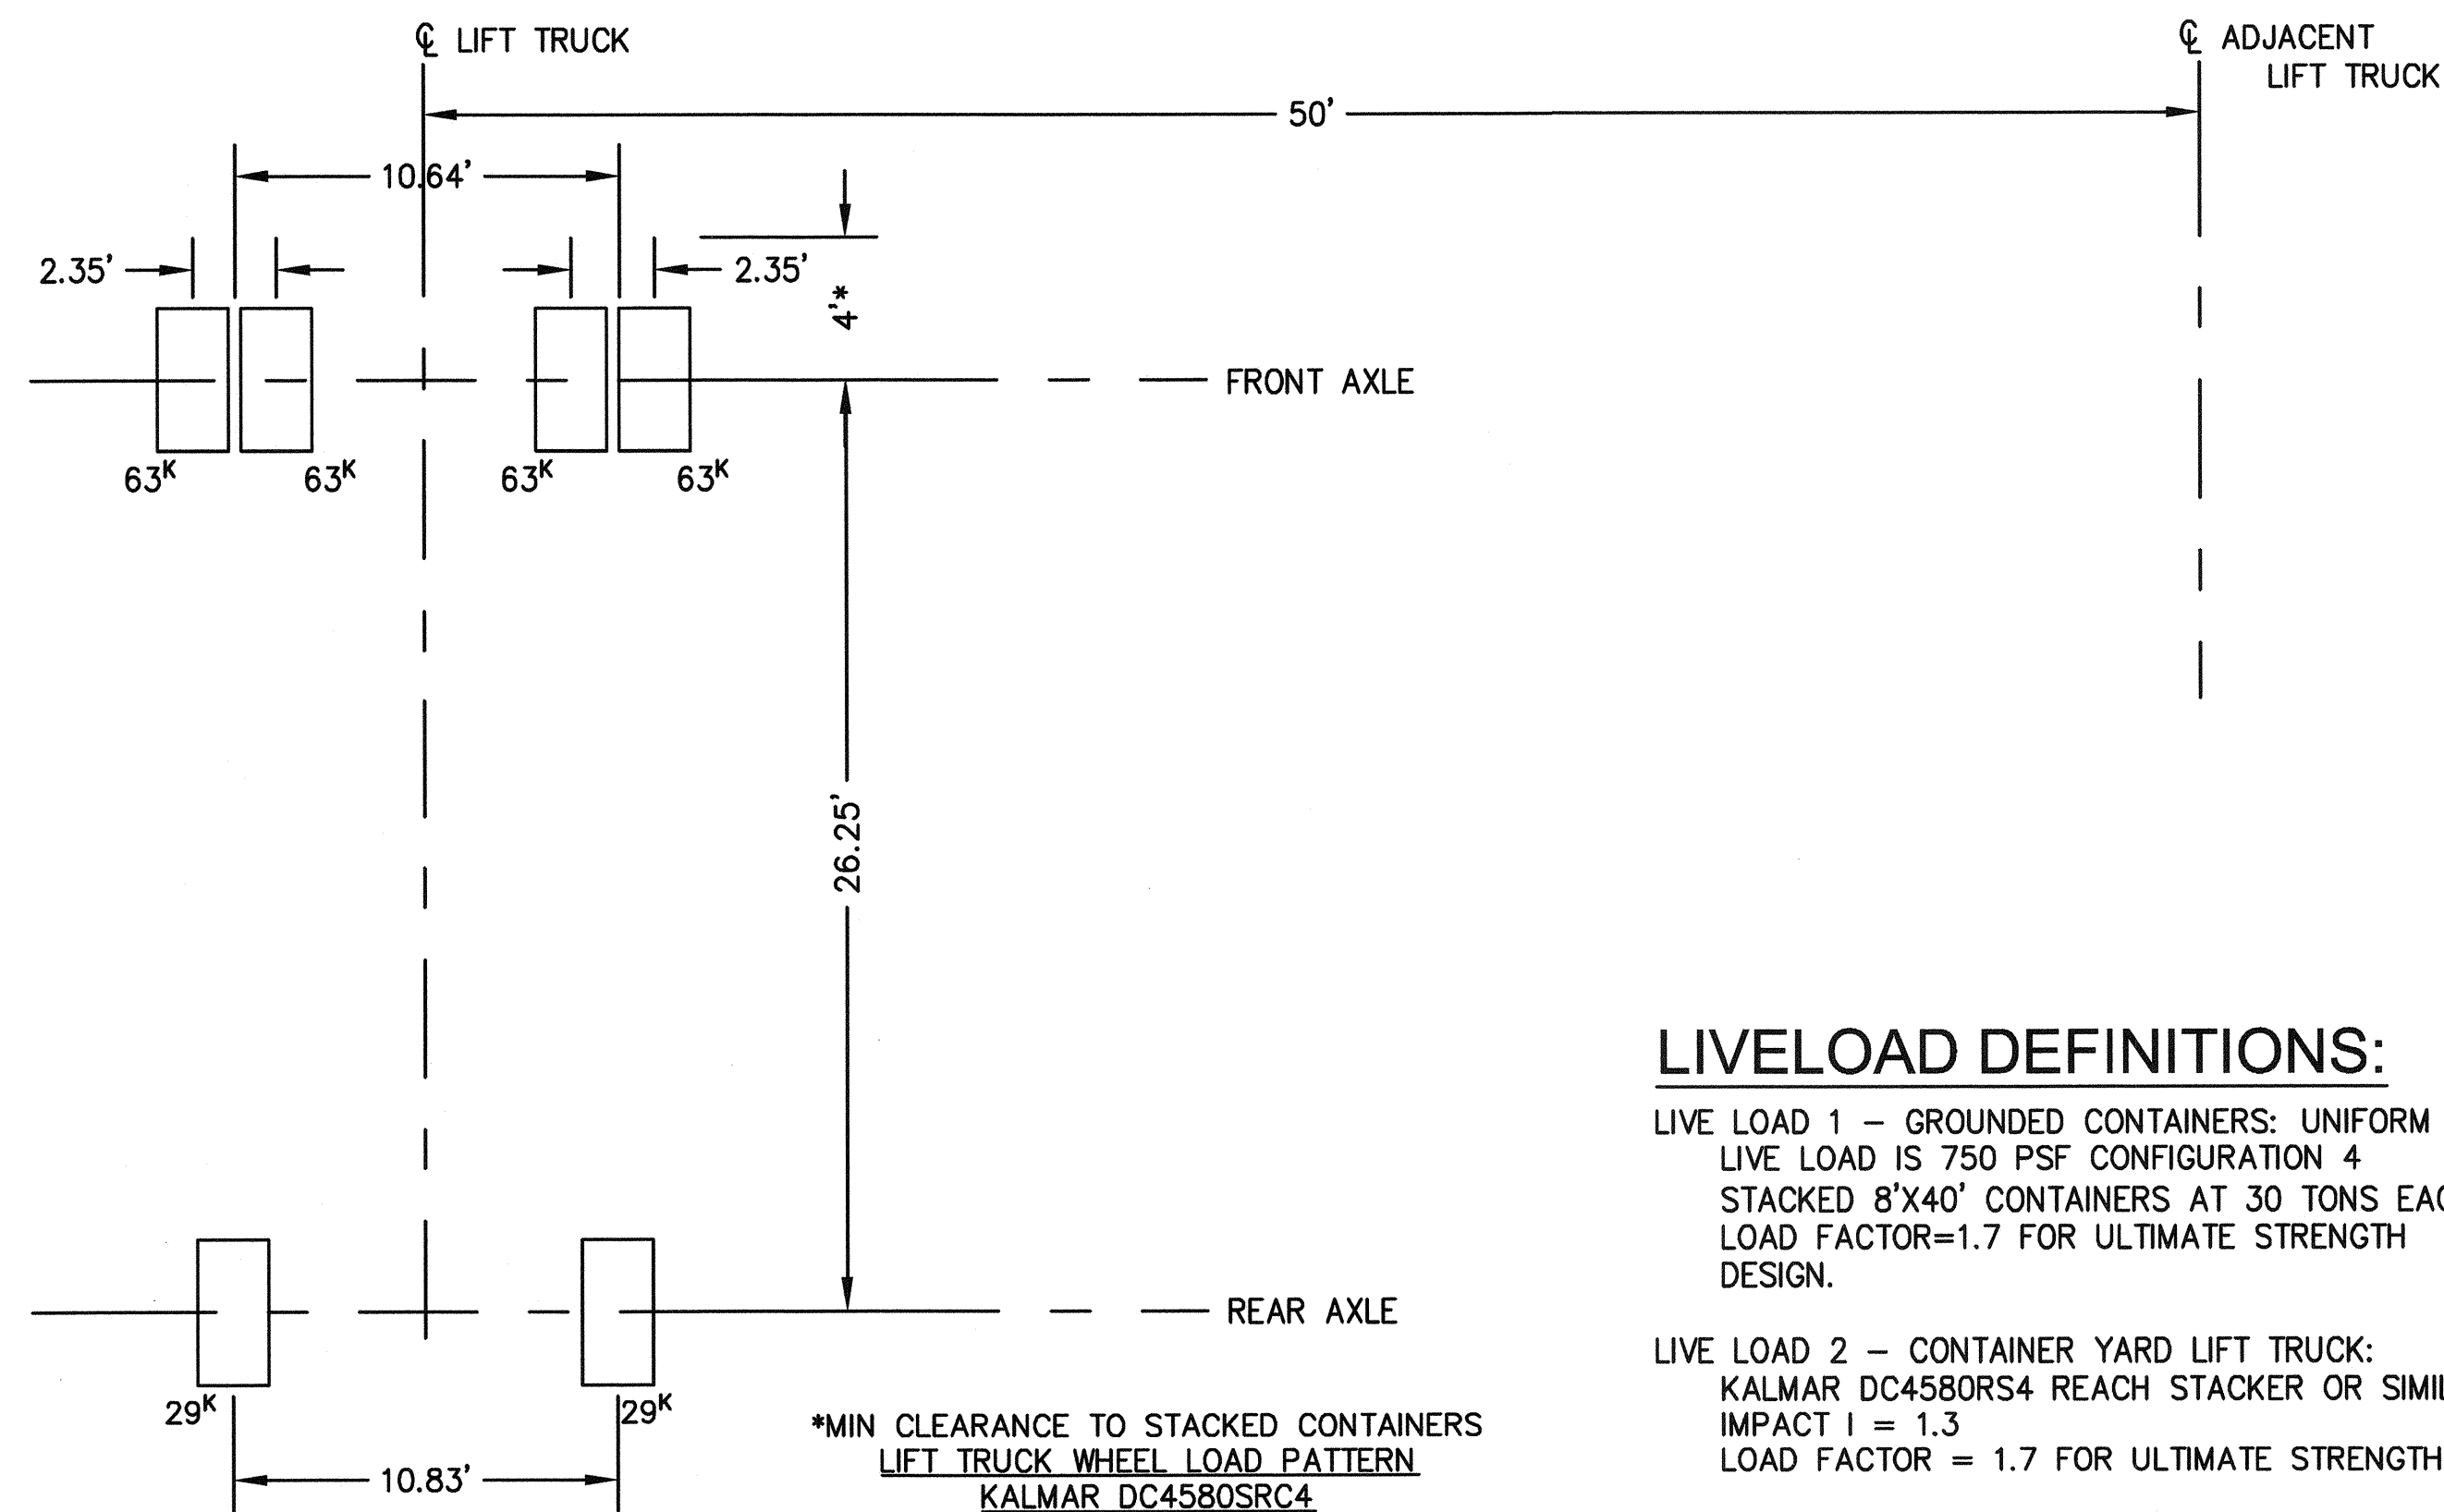 ℄ LIFT TRUCK
℄ ADJACENT
LIFT TRUCK
50'
10.64'
2.35'
2.35'
4'*
FRONT AXLE
63K
63K
63K
63K
26.25'
REAR AXLE
29K
29K
10.83'
*MIN CLEARANCE TO STACKED CONTAINERS
LIFT TRUCK WHEEL LOAD PATTERN
KALMAR DC4580SRC4
LIVELOAD DEFINITIONS:
LIVE LOAD 1 – GROUNDED CONTAINERS: UNIFORM
LIVE LOAD IS 750 PSF CONFIGURATION 4
STACKED 8'X40' CONTAINERS AT 30 TONS EAC
LOAD FACTOR=1.7 FOR ULTIMATE STRENGTH
DESIGN.
LIVE LOAD 2 – CONTAINER YARD LIFT TRUCK:
KALMAR DC4580RS4 REACH STACKER OR SIMIL
IMPACT I = 1.3
LOAD FACTOR = 1.7 FOR ULTIMATE STRENGTH